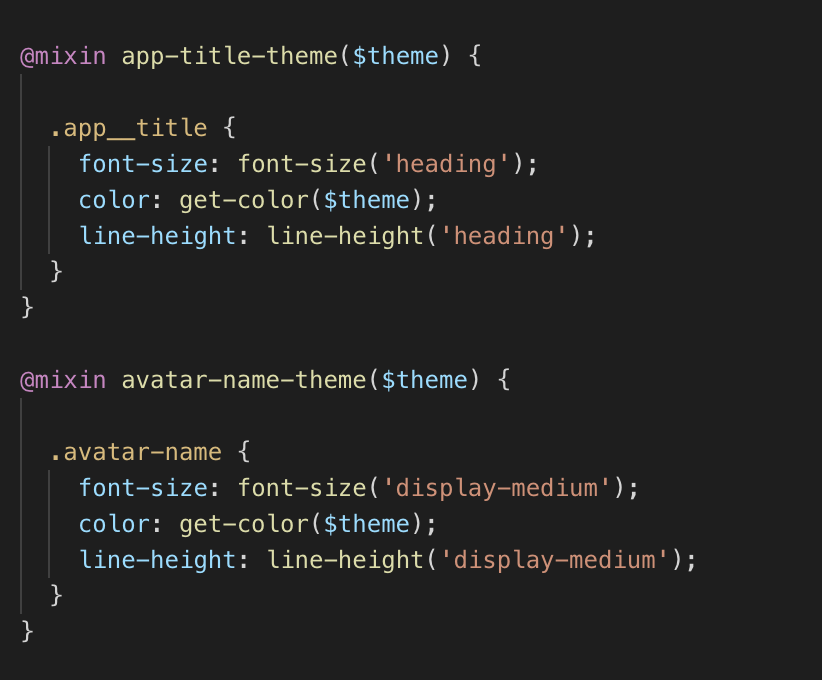 @mixin app-title-theme($theme) {
.app__title {
font-size: font-size('heading');
color: get-color($theme);
line-height: line-height('heading');
}
}
@mixin avatar-name-theme($theme) {
.avatar-name {
font-size: font-size('display-medium');
color: get-color($theme);
line-height: line-height('display-medium');
}
}